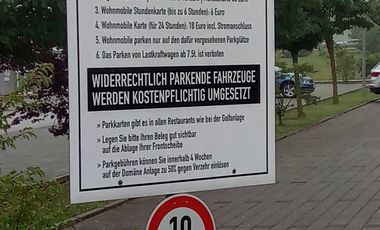 3. Wohnmobile Stundenkarte (bis zu 6 Stunden): 6 Euro
4. Wohnmobile Karte (für 24 Stunden): 18 Euro incl. Stromanschluss
5. Wohnmobile parken nur auf den dafür vorgesehenen Parkplätze
6. Das Parken von Lastkraftwagen ab 7,5t. ist verboten
WIDERRECHTLICH PARKENDE FAHRZEUGE
WERDEN KOSTENPFLICHTIG UMGESETZT
» Parkkarten gibt es in allen Restaurants wie bei der Golfanlage
» Legen Sie bitte Ihren Beleg gut sichtbar
auf die Ablage Ihrer Frontscheibe
» Parkgebühren können Sie innerhalb 4 Wochen
auf der Domäne Anlage zu 50% gegen Verzehr einlösen
10